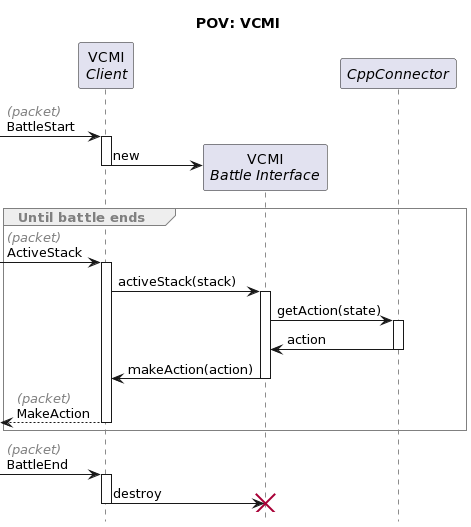 POV: VCMI
VCMI
Client
CppConnector
(packet)
BattleStart
new
VCMI
Battle Interface
Until battle ends
(packet)
ActiveStack
activeStack(stack)
getAction(state)
action
makeAction(action)
(packet)
MakeAction
(packet)
BattleEnd
destroy